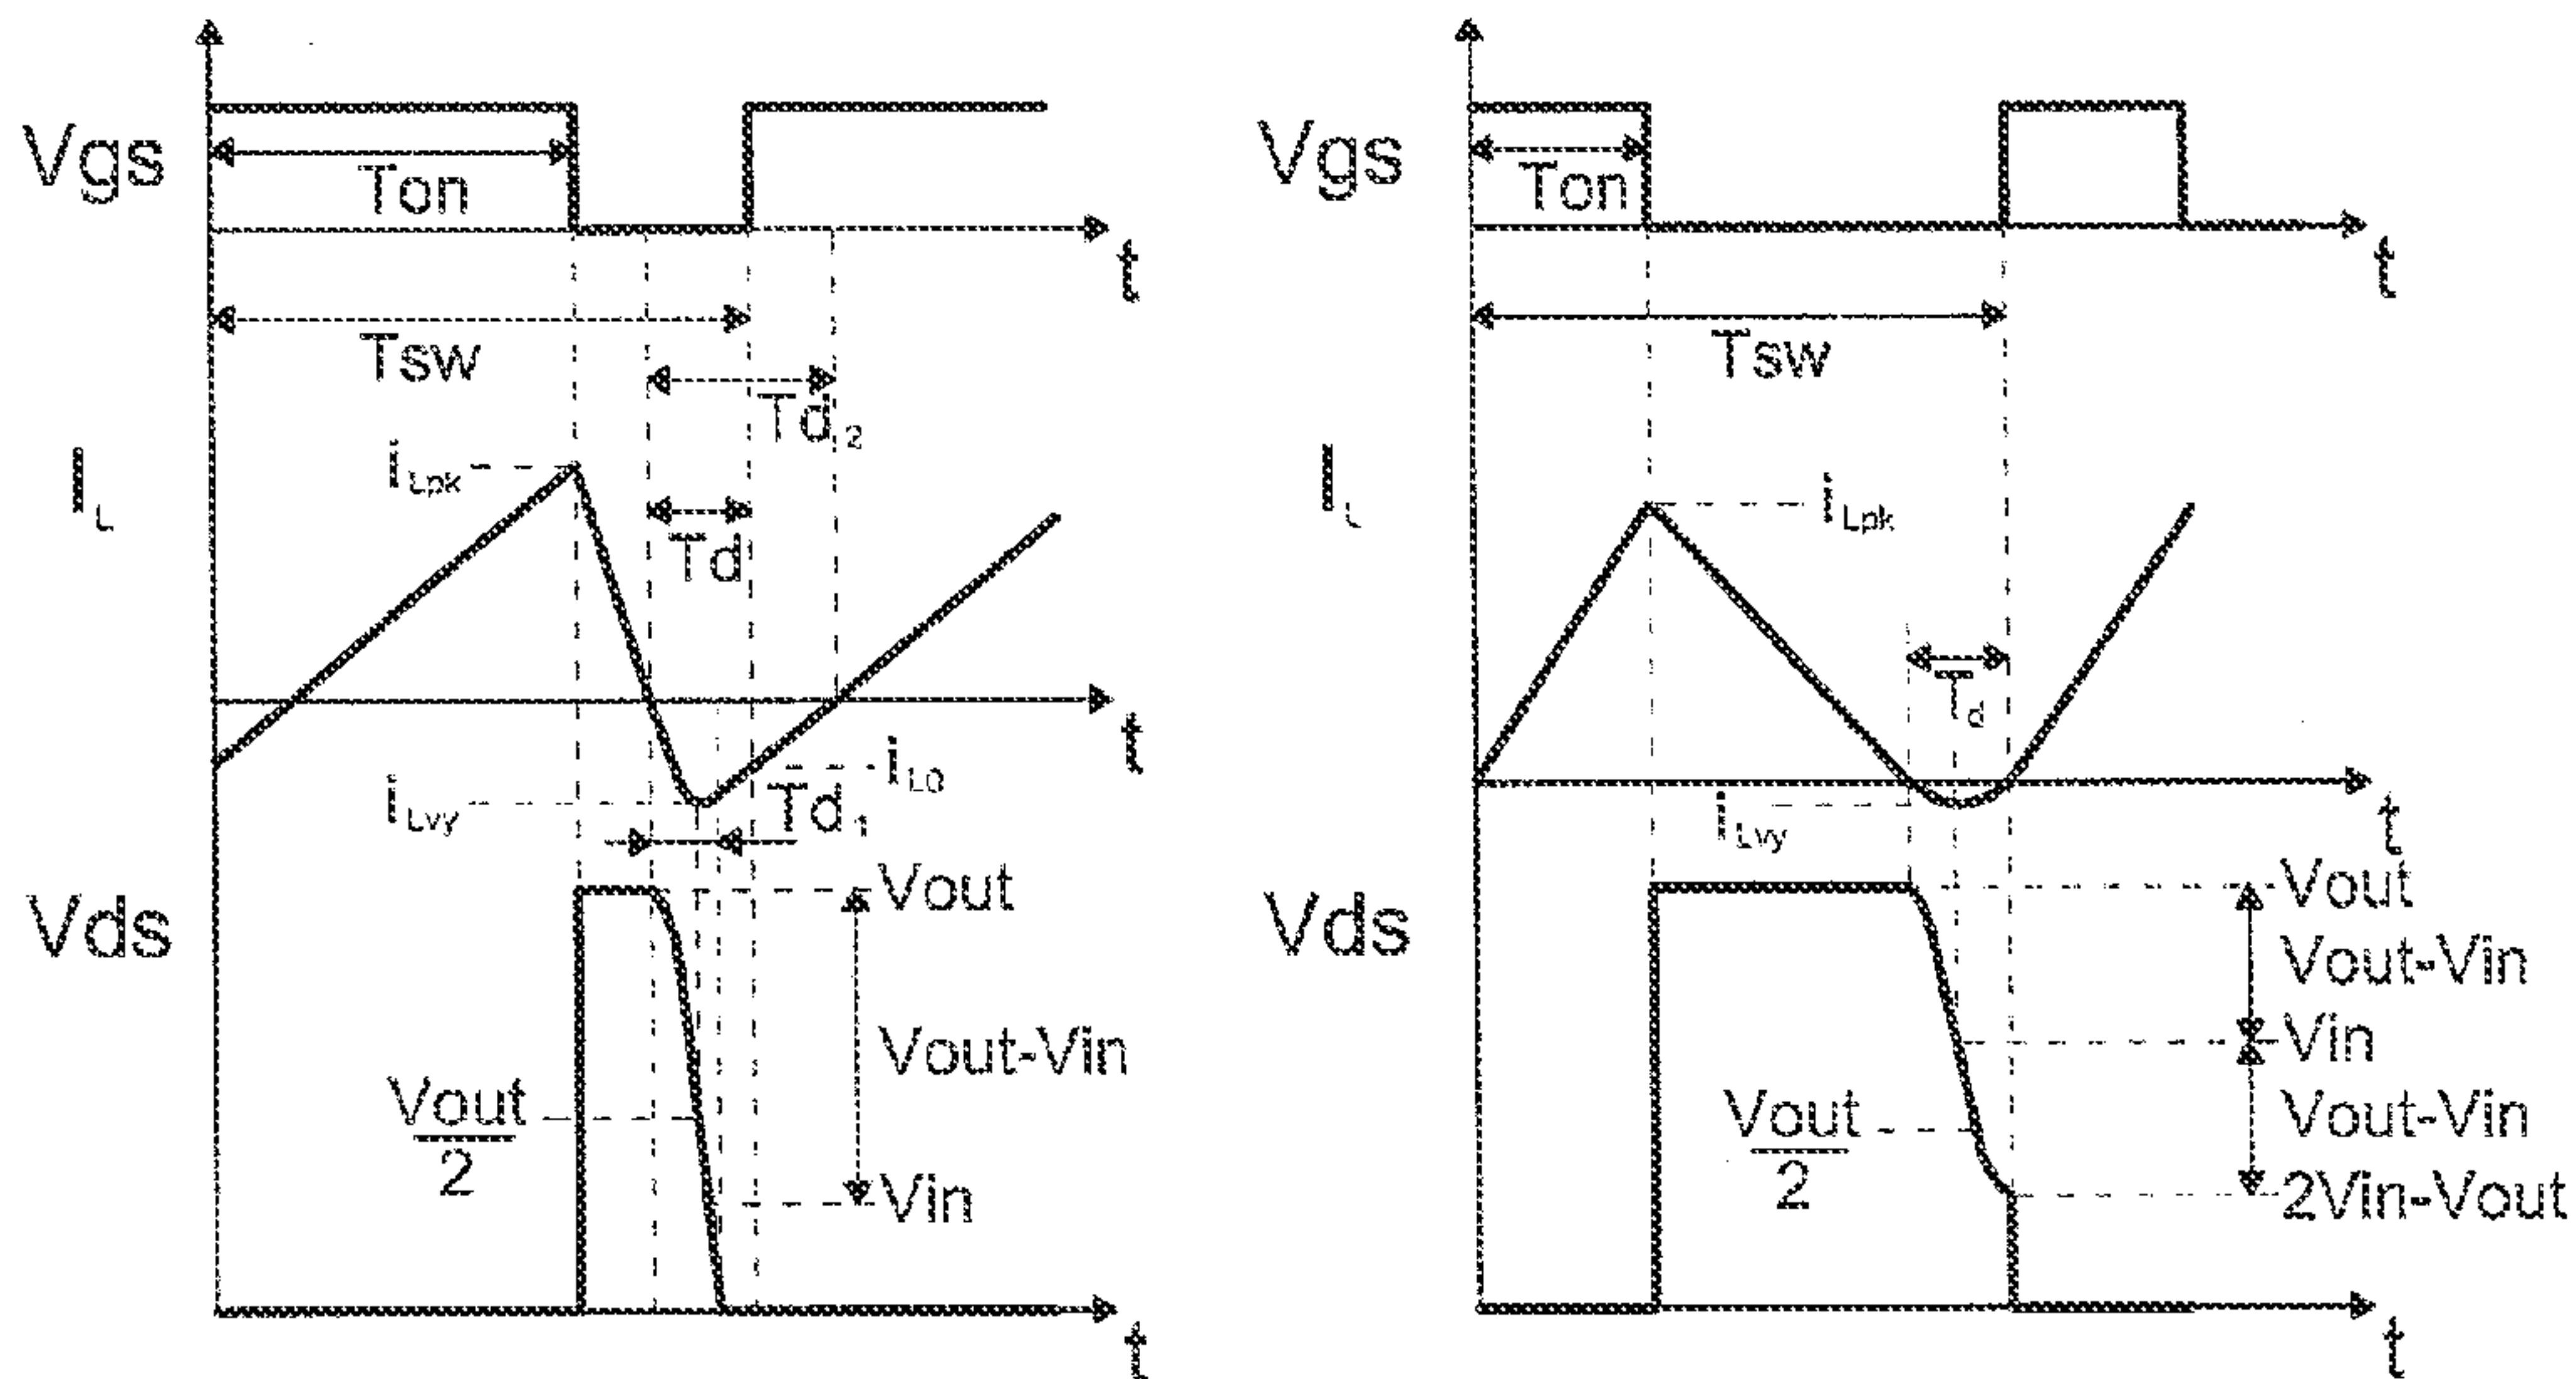 Vgs
Ton
t
Tsw
Td2
IL
iLpk
Td
t
iL0
iLvy
Td1
Vout
Vds
Vout-Vin
Vout
2
Vin
t
Vgs
Ton
t
Tsw
IL
iLpk
Td
iLvy
t
Vout
Vds
Vout-Vin
Vin
Vout
2
Vout-Vin
2Vin-Vout
t